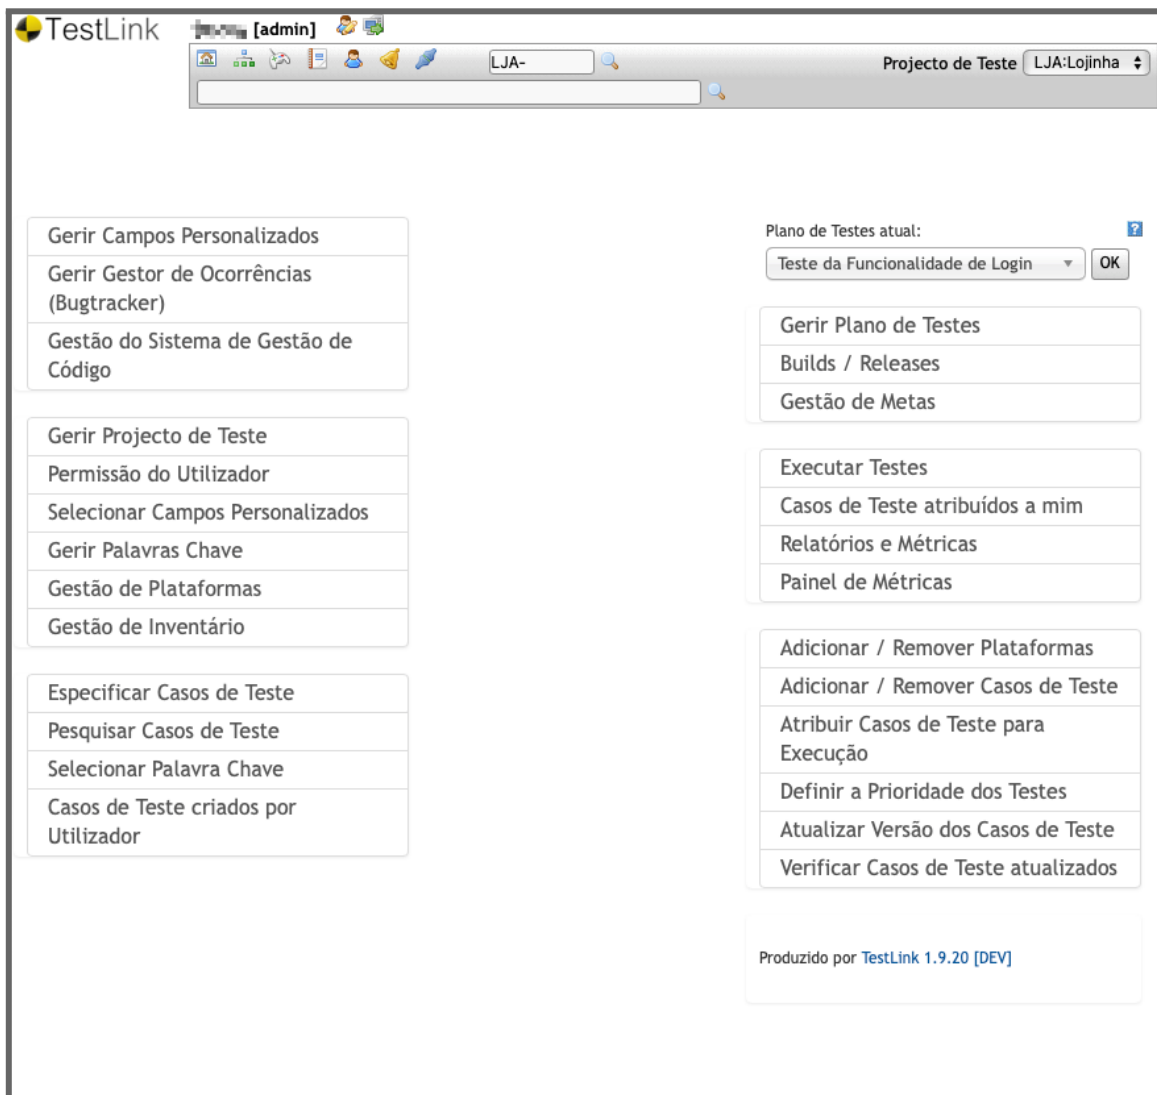 TestLink
[admin]
LJA-
Projecto de Teste LJA:Lojinha
Gerir Campos Personalizados
Gerir Gestor de Ocorrências
(Bugtracker)
Gestão do Sistema de Gestão de
Código
Gerir Projecto de Teste
Permissão do Utilizador
Selecionar Campos Personalizados
Gerir Palavras Chave
Gestão de Plataformas
Gestão de Inventário
Especificar Casos de Teste
Pesquisar Casos de Teste
Selecionar Palavra Chave
Casos de Teste criados por
Utilizador
Plano de Testes atual:
?
Teste da Funcionalidade de Login
OK
Gerir Plano de Testes
Builds / Releases
Gestão de Metas
Executar Testes
Casos de Teste atribuídos a mim
Relatórios e Métricas
Painel de Métricas
Adicionar / Remover Plataformas
Adicionar / Remover Casos de Teste
Atribuir Casos de Teste para
Execução
Definir a Prioridade dos Testes
Atualizar Versão dos Casos de Teste
Verificar Casos de Teste atualizados
Produzido por TestLink 1.9.20 [DEV]